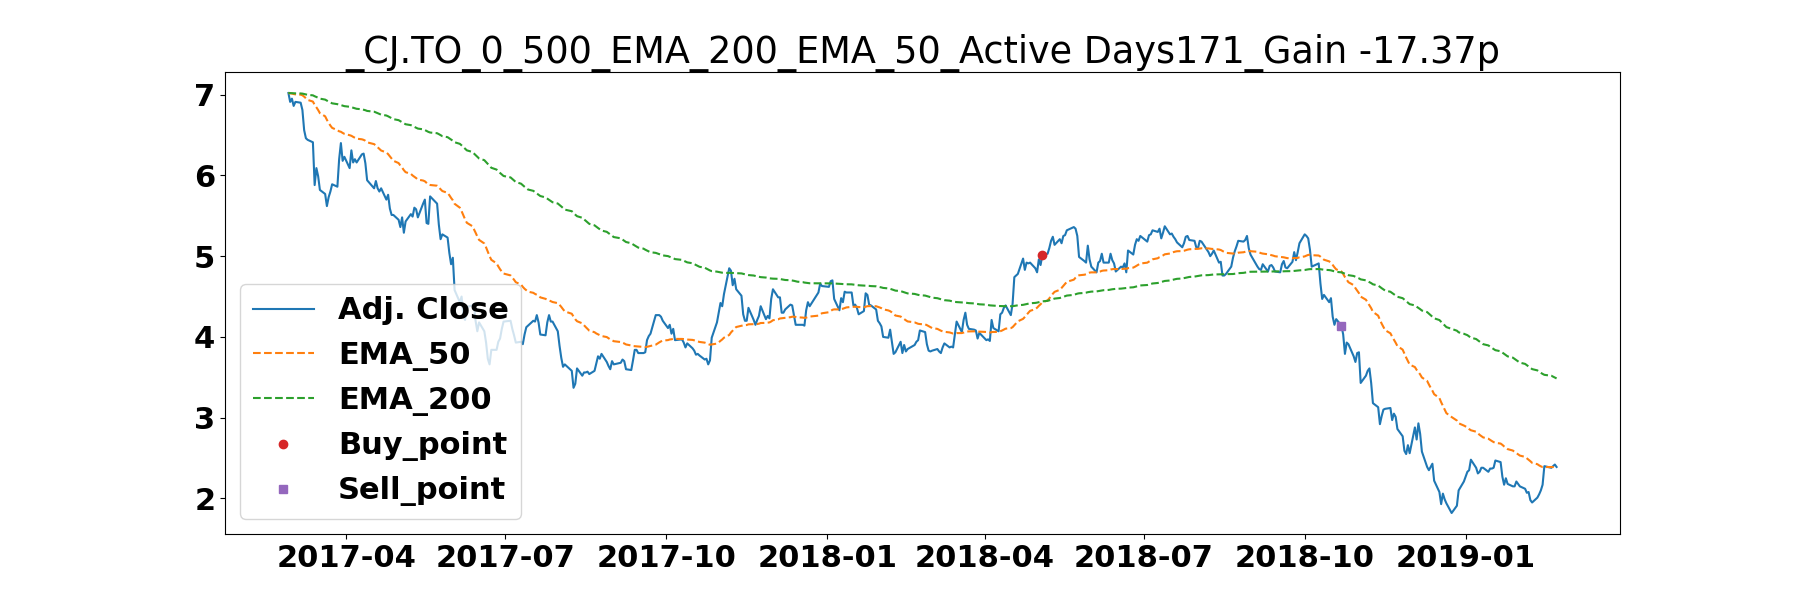 _CJ.TO_0_500_EMA_200_EMA_50_Active Days171_Gain -17.37p
7
6
5
4
3
2
Adj. Close
EMA_50
EMA_200
Buy_point
Sell_point
2017-04 2017-07 2017-10 2018-01 2018-04 2018-07 2018-10 2019-01